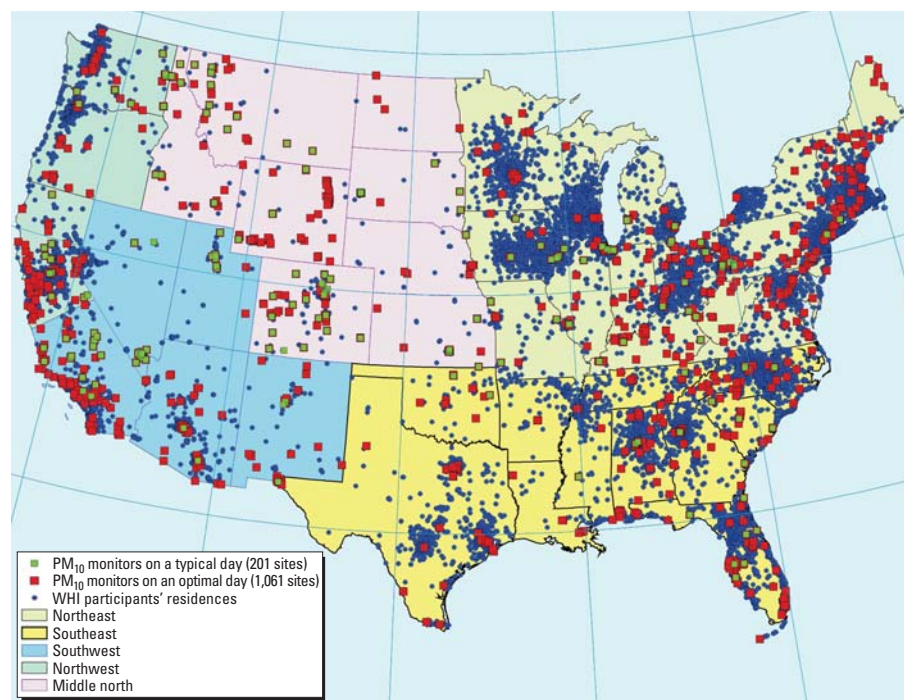 PM₁₀ monitors on a typical day (201 sites)
PM₁₀ monitors on an optimal day (1,061 sites)
WHI participants’ residences
Northeast
Southeast
Southwest
Northwest
Middle north